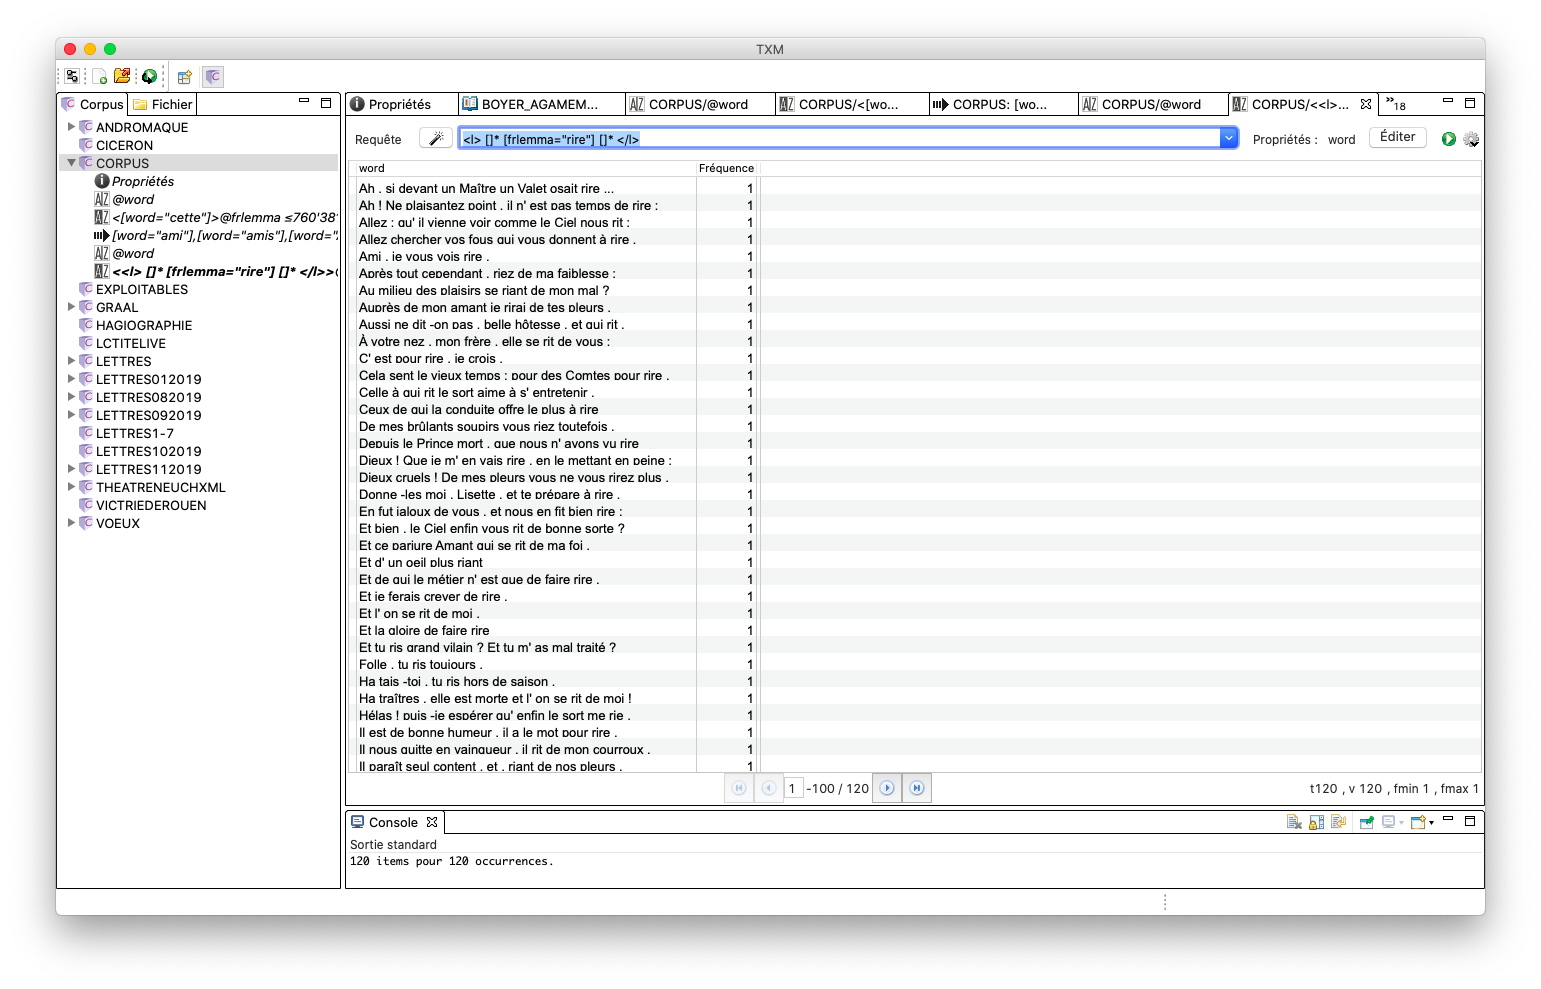 TXM
Corpus Fichier
ANDROMAQUE
CICERON
CORPUS
Propriétés
@word
<[word="cette"]>@frlemma ≤760'38
[word="ami"],[word="amis"],[word="
@word
<<l> []* [frlemma="rire"] []* </l>>
EXPLOITABLES
GRAAL
HAGIOGRAPHIE
LCTITELIVE
LETTRES
LETTRES012019
LETTRES082019
LETTRES092019
LETTRES1-7
LETTRES102019
LETTRES112019
THEATRENEUCHXML
VICTRIEDEROUEN
VOEUX
Propriétés BOYER_AGAMEM... CORPUS/@word CORPUS/<[wo... CORPUS: [wo... CORPUS/@word CORPUS/<<l>... »18
Requête <l> []* [frlemma="rire"] []* </l> Propriétés : word Éditer
word Fréquence
Ah , si devant un Maître un Valet osait rire ... 1
Ah ! Ne plaisantez point , il n' est pas temps de rire ; 1
Allez ; qu' il vienne voir comme le Ciel nous rit ; 1
Allez chercher vos fous qui vous donnent à rire . 1
Ami , je vous vois rire . 1
Après tout cependant , riez de ma faiblesse ; 1
Au milieu des plaisirs se riant de mon mal ? 1
Auprès de mon amant je rirai de tes pleurs . 1
Aussi ne dit -on pas , belle hôtesse , et qui rit , 1
À votre nez , mon frère , elle se rit de vous ; 1
C' est pour rire , je crois . 1
Cela sent le vieux temps ; pour des Comtes pour rire , 1
Celle à qui rit le sort aime à s' entretenir . 1
Ceux de qui la conduite offre le plus à rire 1
De mes brûlants soupirs vous riez toutefois . 1
Depuis le Prince mort , que nous n' avons vu rire 1
Dieux ! Que je m' en vais rire , en le mettant en peine ; 1
Dieux cruels ! De mes pleurs vous ne vous rirez plus . 1
Donne -les moi , Lisette , et te prépare à rire . 1
En fut jaloux de vous , et nous en fit bien rire ; 1
Et bien , le Ciel enfin vous rit de bonne sorte ? 1
Et ce parjure Amant qui se rit de ma foi . 1
Et d' un oeil plus riant 1
Et de qui le métier n' est que de faire rire , 1
Et je ferais crever de rire . 1
Et l' on se rit de moi . 1
Et la gloire de faire rire 1
Et tu ris grand vilain ? Et tu m' as mal traité ? 1
Folle , tu ris toujours . 1
Ha tais -toi , tu ris hors de saison . 1
Ha traîtres , elle est morte et l' on se rit de moi ! 1
Hélas ! puis -je espérer qu' enfin le sort me rie , 1
Il est de bonne humeur , il a le mot pour rire . 1
Il nous quitte en vainqueur , il rit de mon courroux , 1
Il paraît seul content , et , riant de nos pleurs , 1
1 -100 / 120 t120 , v 120 , fmin 1 , fmax 1
Console
Sortie standard
120 items pour 120 occurrences.